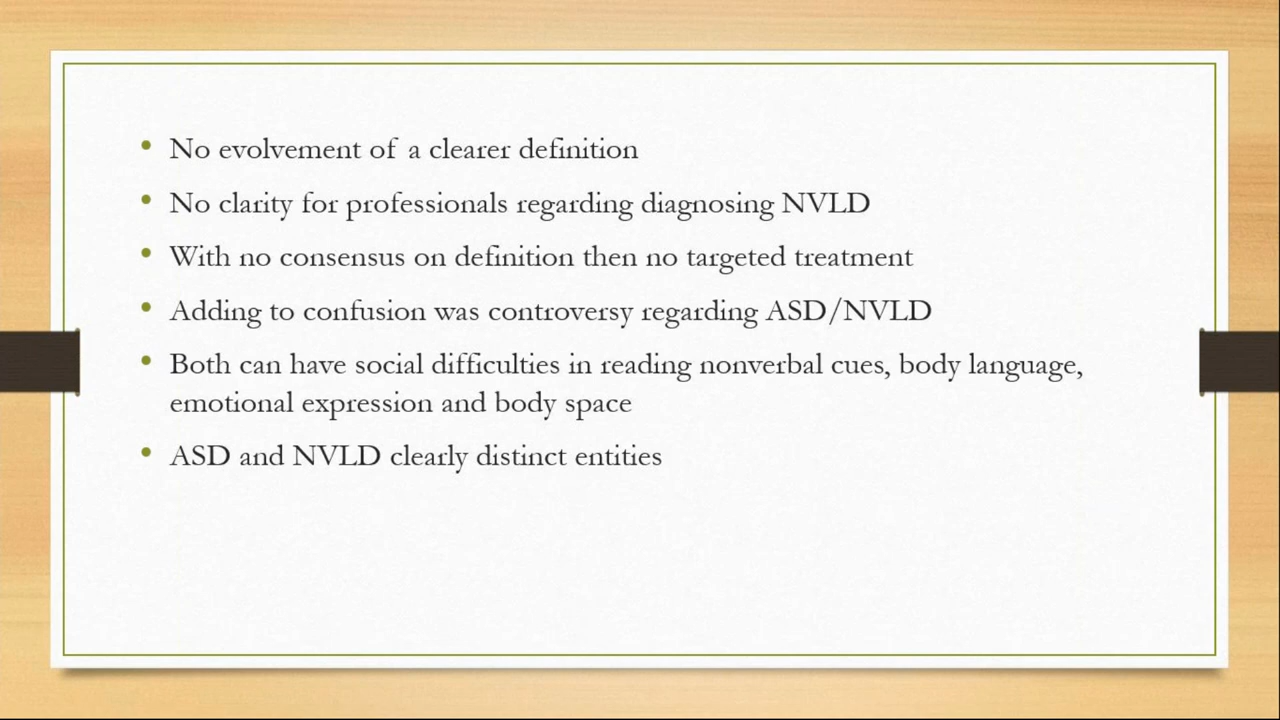 • No evolvement of a clearer definition
• No clarity for professionals regarding diagnosing NVLD
• With no consensus on definition then no targeted treatment
• Adding to confusion was controversy regarding ASD/NVLD
• Both can have social difficulties in reading nonverbal cues, body language,
emotional expression and body space
• ASD and NVLD clearly distinct entities